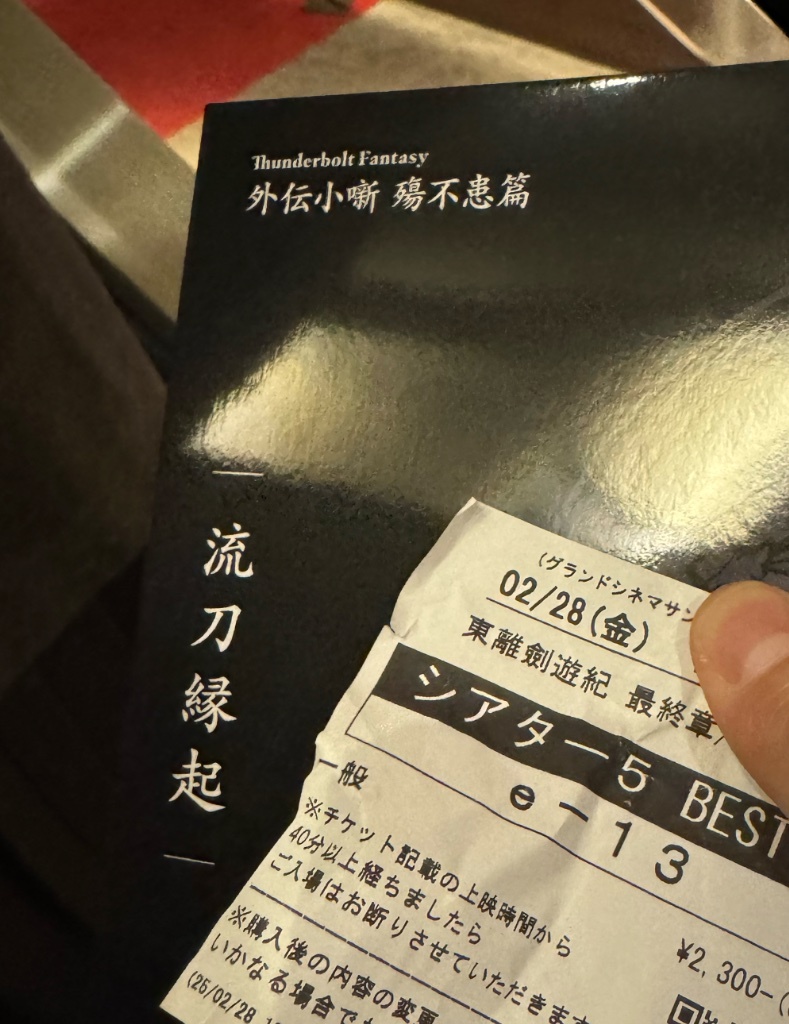 Thunderbolt Fantasy
外伝小噺 殤不患篇
流刀縁起
(グランドシネマサン
02/28(金)
東離劍遊紀 最終章/
シアター5 BEST
e-13
一般
※チケット記載の上映時間から
40分以上経ちましたら
ご入場はお断りさせていただきます
¥2,300-(
※購入後の内容の変更
いかなる場合でも
(25/02/28 1